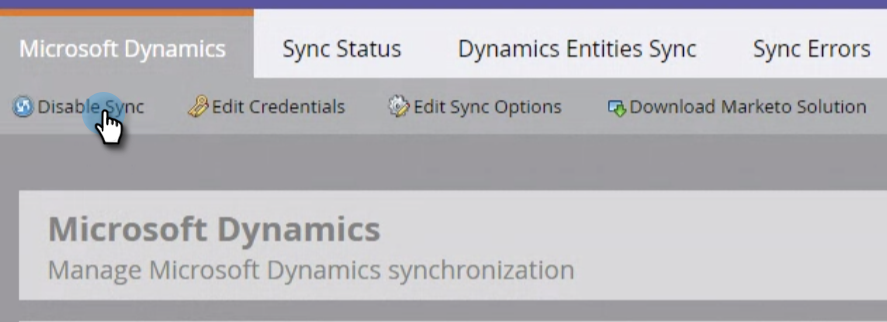 Microsoft Dynamics Sync Status Dynamics Entities Sync Sync Errors
Disable Sync Edit Credentials Edit Sync Options Download Marketo Solution
Microsoft Dynamics
Manage Microsoft Dynamics synchronization